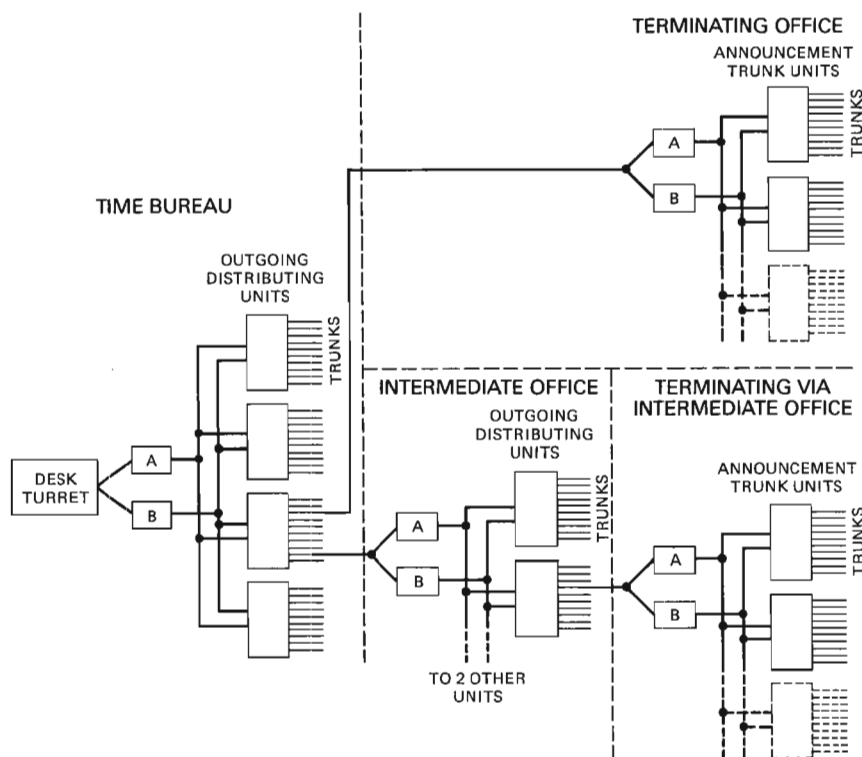 TERMINATING OFFICE
ANNOUNCEMENT
TRUNK UNITS
TRUNKS
A
B
TIME BUREAU
OUTGOING
DISTRIBUTING
UNITS
TRUNKS
DESK
TURRET
A
B
INTERMEDIATE OFFICE
OUTGOING
DISTRIBUTING
UNITS
TRUNKS
A
B
TO 2 OTHER
UNITS
TERMINATING VIA
INTERMEDIATE OFFICE
ANNOUNCEMENT
TRUNK UNITS
TRUNKS
A
B